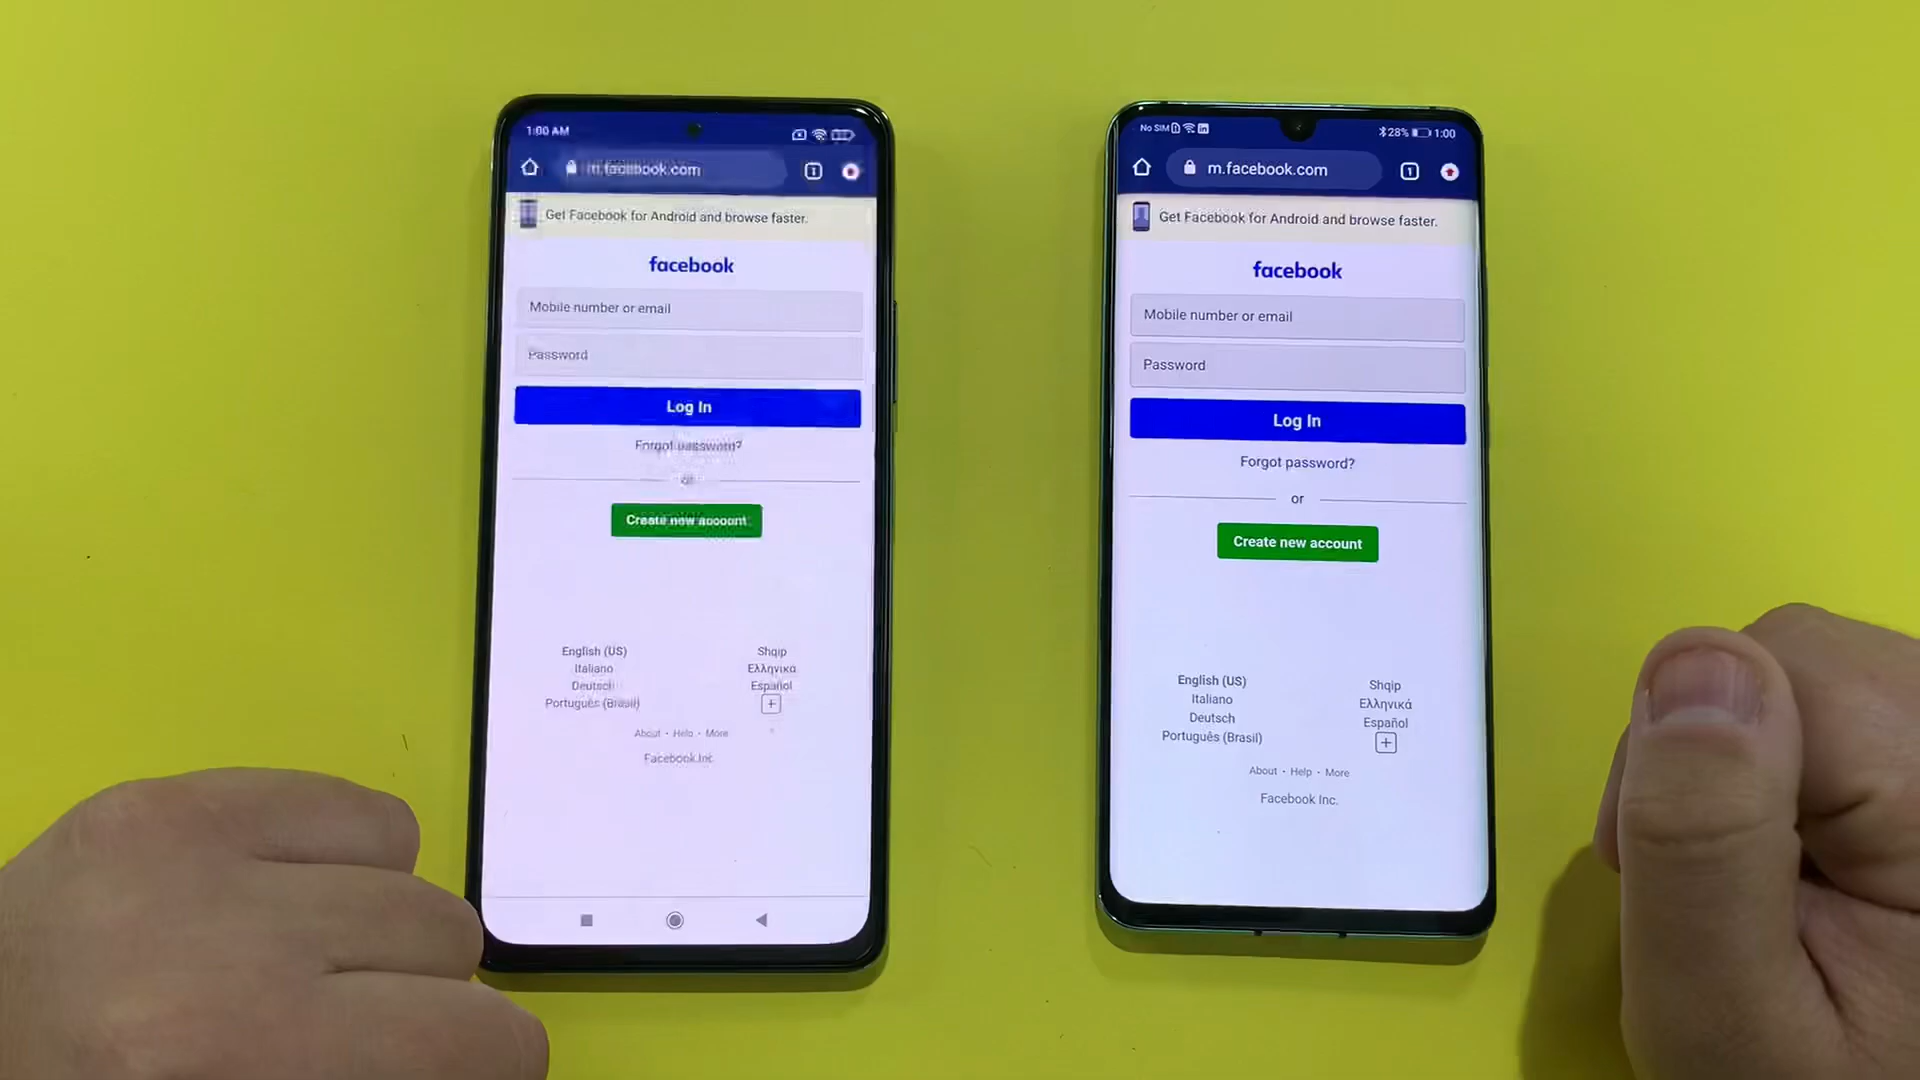 1:00 AM
m.facebook.com
1
Get Facebook for Android and browse faster.
facebook
Mobile number or email
Password
Log In
Forgot password?
or
Create new account
English (US)
Shqip
Italiano
Ελληνικά
Deutsch
Español
Português (Brasil)
+
About · Help · More
Facebook Inc.
No SIM
28%
1:00
m.facebook.com
1
Get Facebook for Android and browse faster.
facebook
Mobile number or email
Password
Log In
Forgot password?
or
Create new account
English (US)
Shqip
Italiano
Ελληνικά
Deutsch
Español
Português (Brasil)
+
About · Help · More
Facebook Inc.